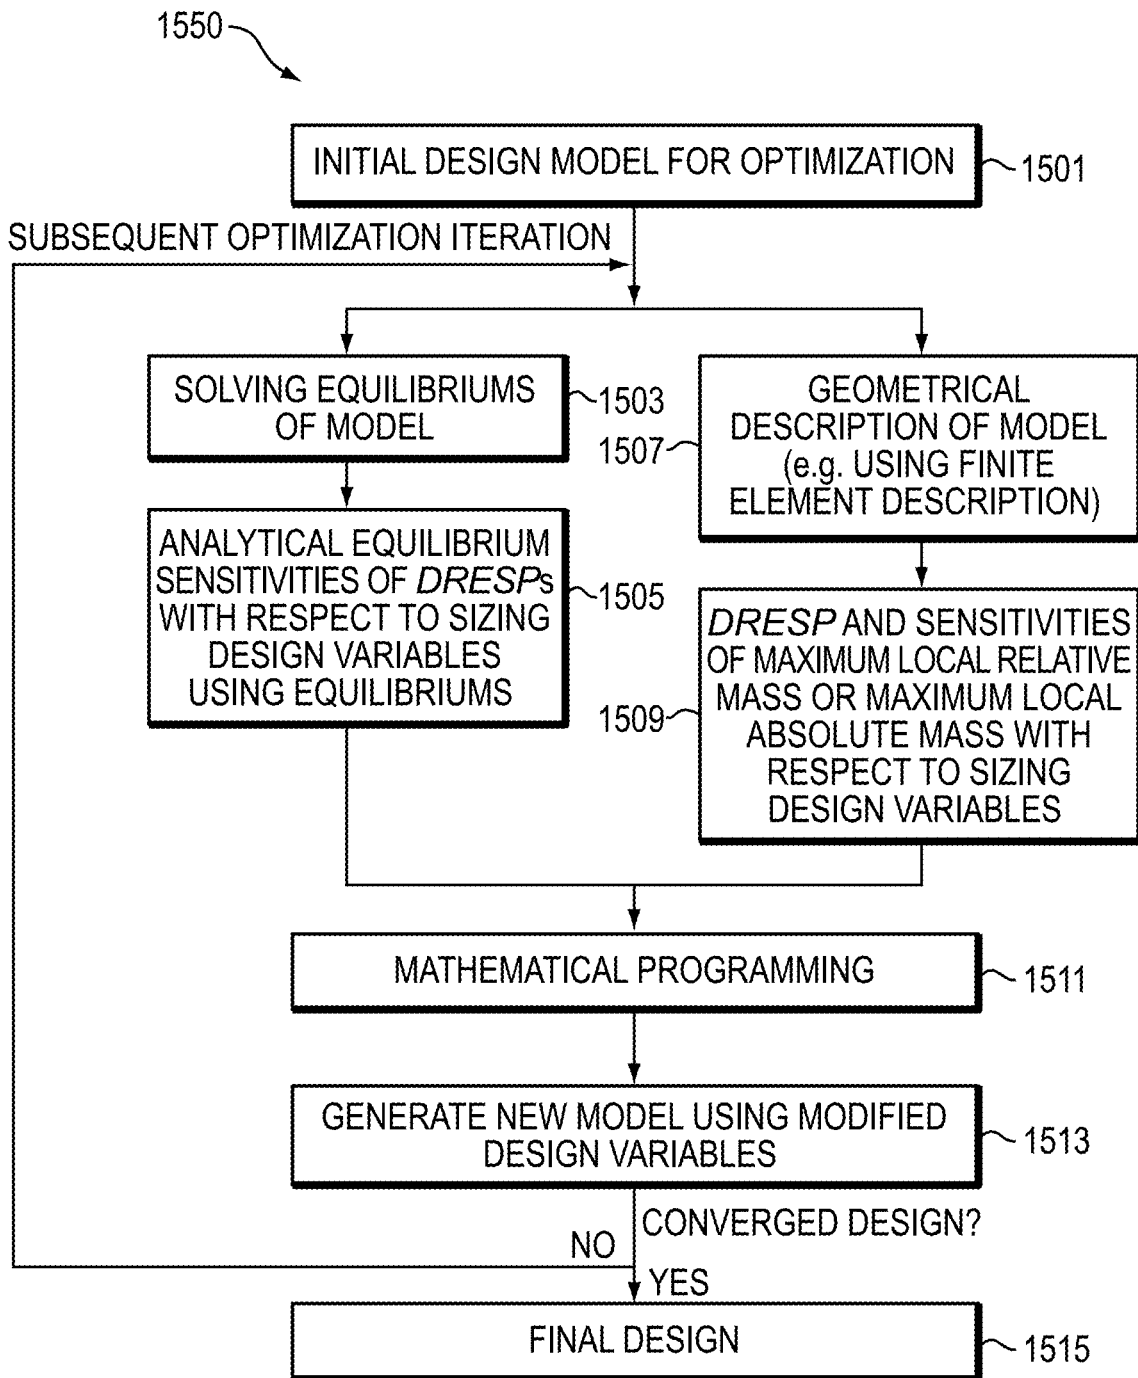 1550
INITIAL DESIGN MODEL FOR OPTIMIZATION
1501
SUBSEQUENT OPTIMIZATION ITERATION
SOLVING EQUILIBRIUMS
OF MODEL
1503
ANALYTICAL EQUILIBRIUM
SENSITIVITIES OF DRESPs
WITH RESPECT TO SIZING
DESIGN VARIABLES
USING EQUILIBRIUMS
1505
GEOMETRICAL
DESCRIPTION OF MODEL
(e.g. USING FINITE
ELEMENT DESCRIPTION)
1507
DRESP AND SENSITIVITIES
OF MAXIMUM LOCAL RELATIVE
MASS OR MAXIMUM LOCAL
ABSOLUTE MASS WITH
RESPECT TO SIZING
DESIGN VARIABLES
1509
MATHEMATICAL PROGRAMMING
1511
GENERATE NEW MODEL USING MODIFIED
DESIGN VARIABLES
1513
CONVERGED DESIGN?
NO
YES
FINAL DESIGN
1515